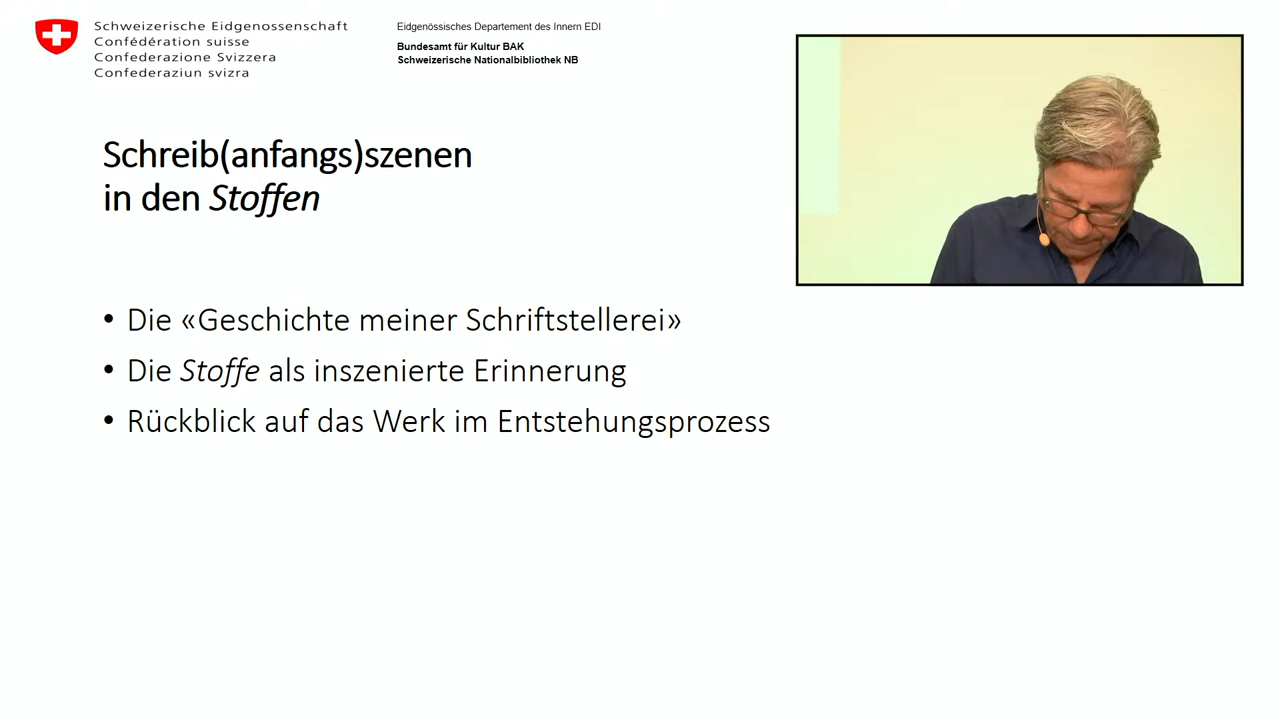 Schweizerische Eidgenossenschaft
Confédération suisse
Confederazione Svizzera
Confederaziun svizra
Eidgenössisches Departement des Innern EDI
Bundesamt für Kultur BAK
Schweizerische Nationalbibliothek NB
Schreib(anfangs)szenen
in den Stoffen
• Die «Geschichte meiner Schriftstellerei»
• Die Stoffe als inszenierte Erinnerung
• Rückblick auf das Werk im Entstehungsprozess